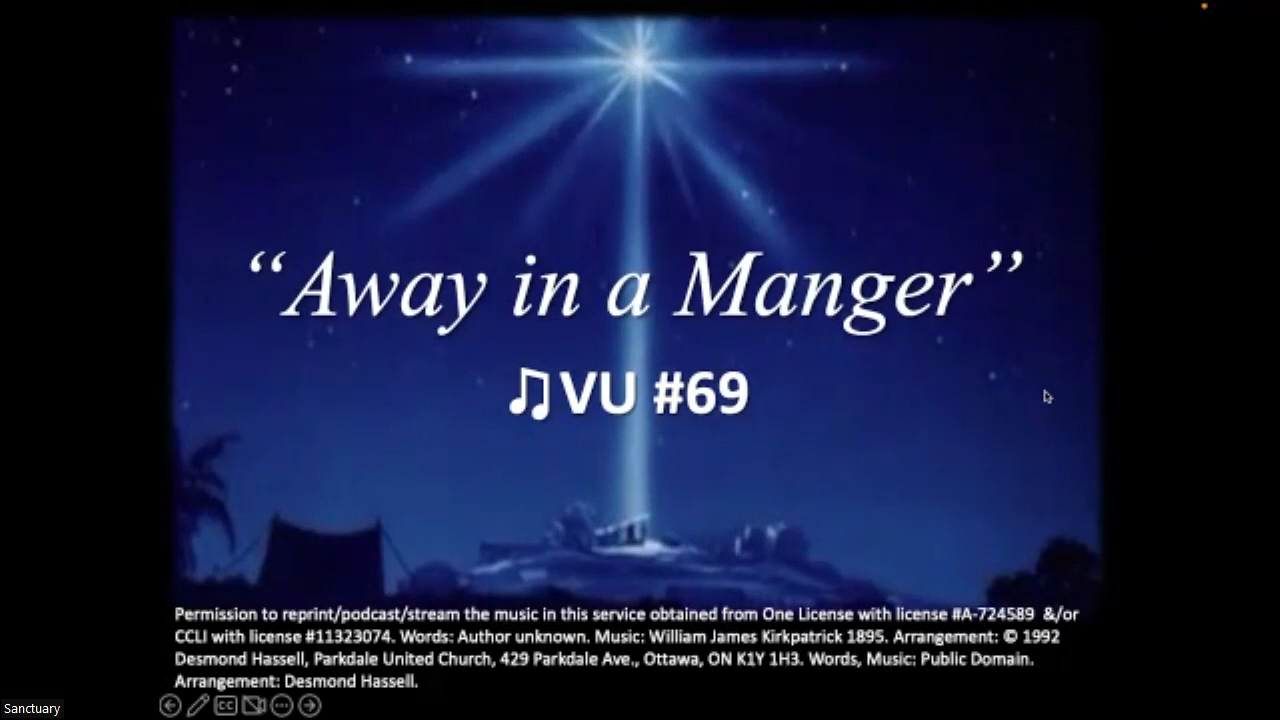 “Away in a Manger”
♫VU #69
Permission to reprint/podcast/stream the music in this service obtained from One License with license #A-724589 &/or
CCLI with license #11323074. Words: Author unknown. Music: William James Kirkpatrick 1895. Arrangement: © 1992
Desmond Hassell, Parkdale United Church, 429 Parkdale Ave., Ottawa, ON K1Y 1H3. Words, Music: Public Domain.
Arrangement: Desmond Hassell.
CC
Sanctuary